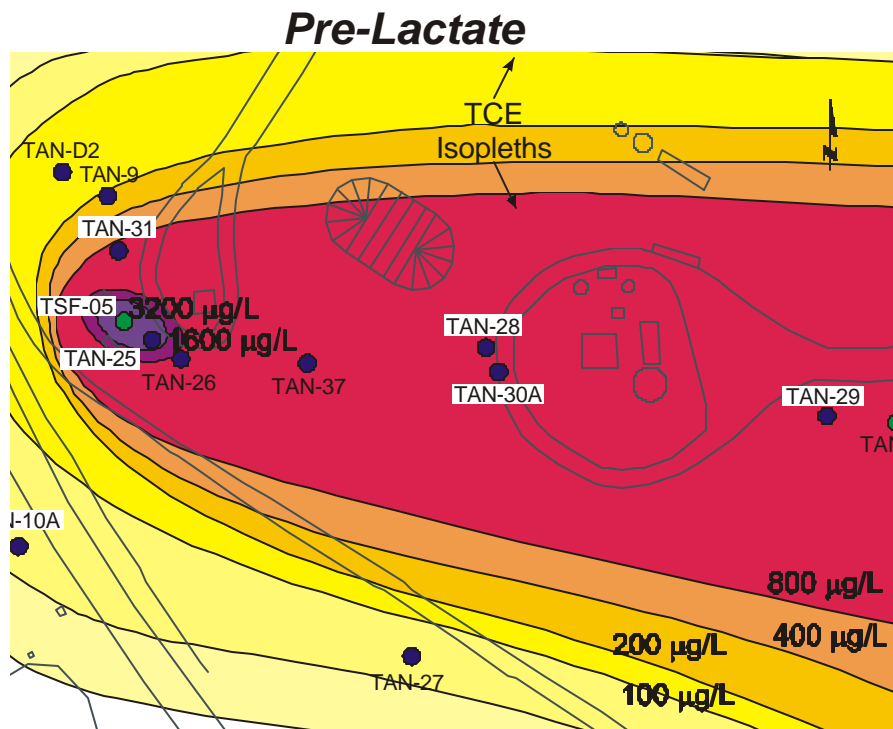 Pre-Lactate
TCE
Isopleths
TAN-D2
TAN-9
TAN-31
TSF-05
3200 µg/L
1600 µg/L
TAN-25
TAN-26
TAN-37
TAN-28
TAN-30A
TAN-29
TAN
N-10A
TAN-27
800 µg/L
400 µg/L
200 µg/L
100 µg/L